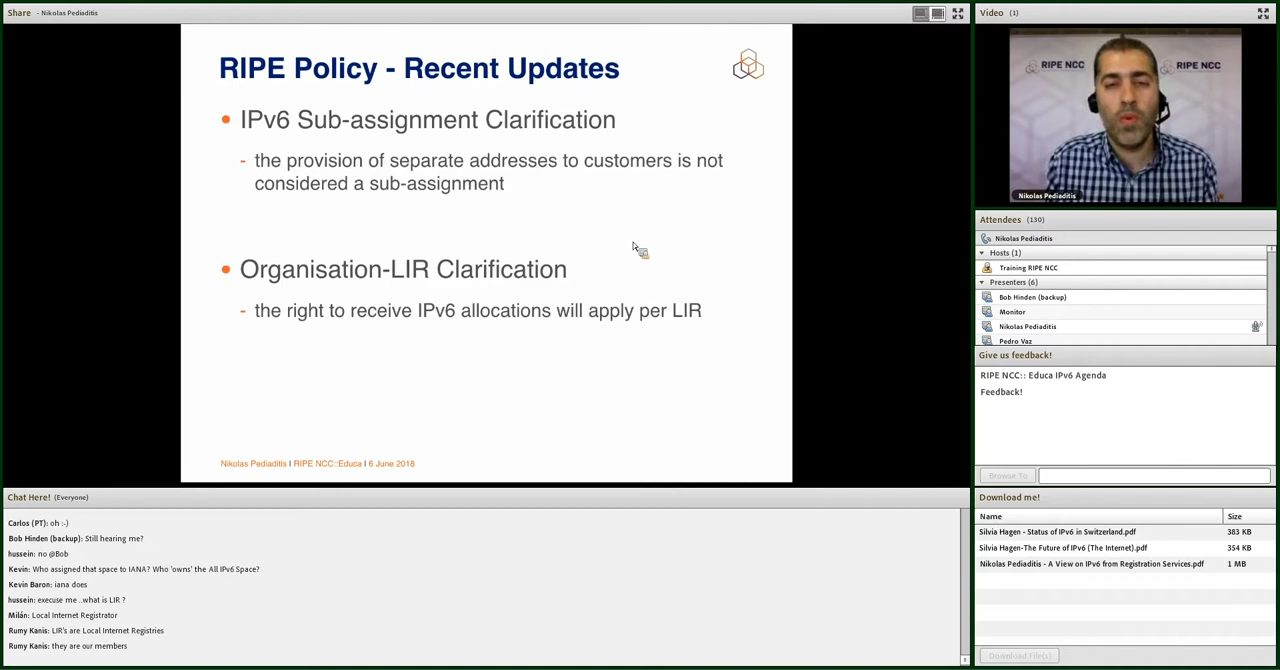 Share - Nikolas Pediaditis
RIPE Policy - Recent Updates
• IPv6 Sub-assignment Clarification
- the provision of separate addresses to customers is not
considered a sub-assignment
• Organisation-LIR Clarification
- the right to receive IPv6 allocations will apply per LIR
Nikolas Pediaditis I RIPE NCC::Educa I 6 June 2018
Chat Here! (Everyone)
Carlos (PT): oh :-)
Bob Hinden (backup): Still hearing me?
hussein: no @Bob
Kevin: Who assigned that space to IANA? Who 'owns' the All IPv6 Space?
Kevin Baron: iana does
hussein: execuse me ..what is LIR ?
Milán: Local Internet Registrator
Rumy Kanis: LIR's are Local Internet Registries
Rumy Kanis: they are our members
Video (1)
RIPE NCC
RIPE NCC
Nikolas Pediaditis
Attendees (130)
Nikolas Pediaditis
Hosts (1)
Training RIPE NCC
Presenters (6)
Bob Hinden (backup)
Monitor
Nikolas Pediaditis
Pedro Vaz
Give us feedback!
RIPE NCC:: Educa IPv6 Agenda
Feedback!
Browse To
Download me!
Name Size
Silvia Hagen - Status of IPv6 in Switzerland.pdf 383 KB
Silvia Hagen-The Future of IPv6 (The Internet).pdf 354 KB
Nikolas Pediaditis - A View on IPv6 from Registration Services.pdf 1 MB
Download File(s)